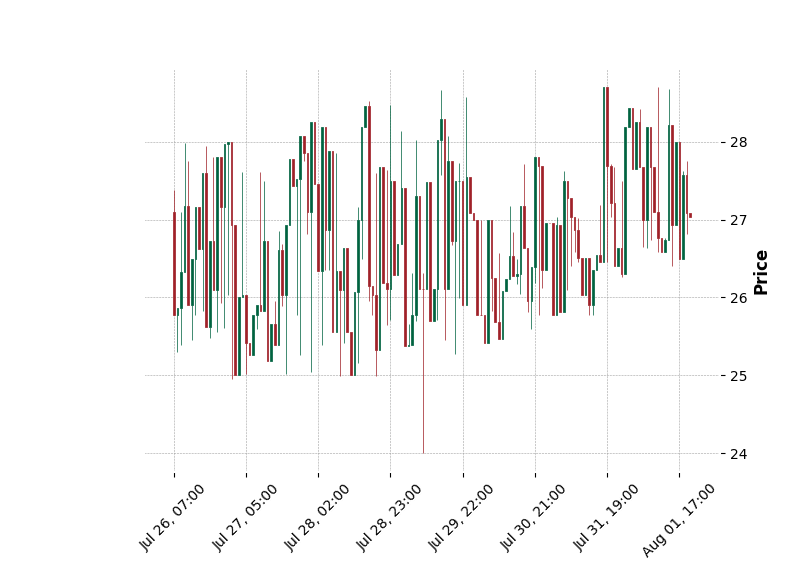 28
27
26
25
24
Price
Jul 26, 07:00
Jul 27, 05:00
Jul 28, 02:00
Jul 28, 23:00
Jul 29, 22:00
Jul 30, 21:00
Jul 31, 19:00
Aug 01, 17:00